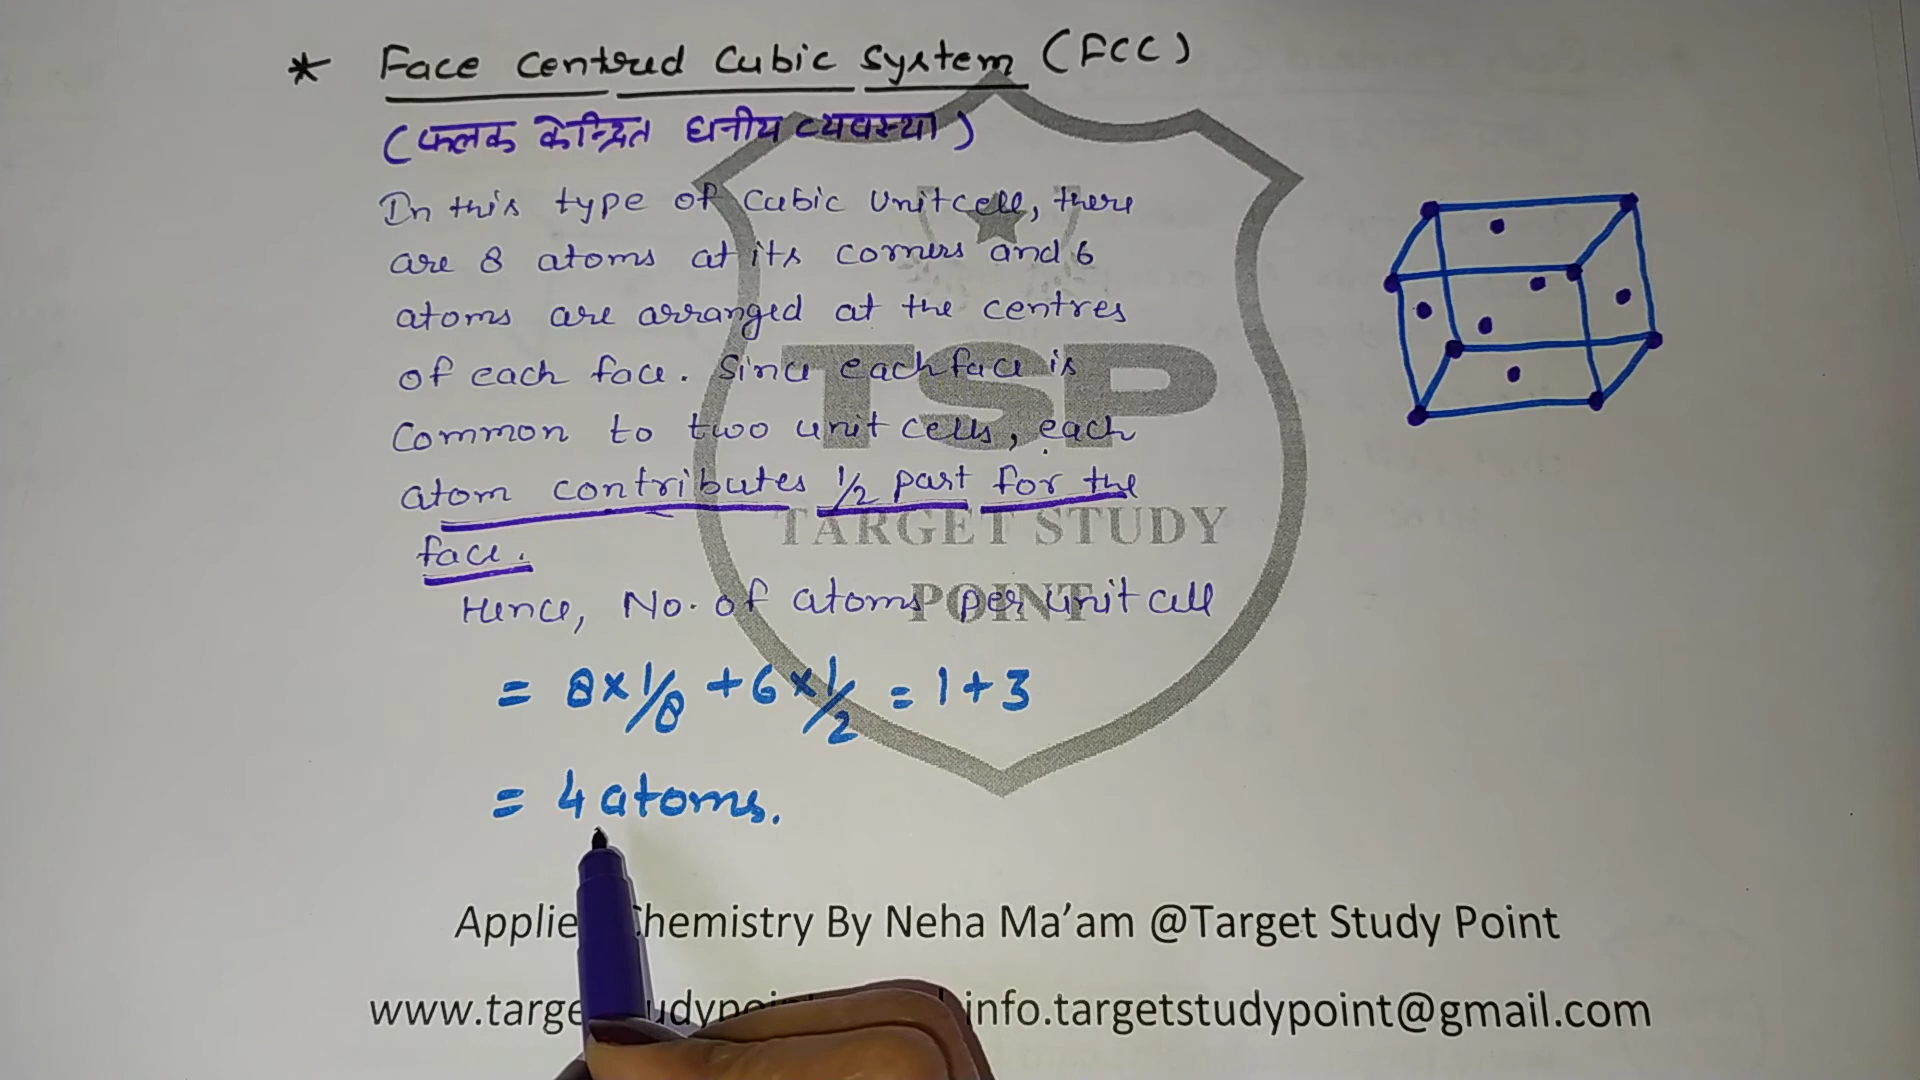 * Face Centred Cubic System (FCC)
(फलक केन्द्रित घनीय व्यवस्था)
In this type of Cubic Unit cell, there
are 8 atoms at its corners and 6
atoms are arranged at the centres
of each face. Since each face is
Common to two unit cells, each
atom contributes 1/2 part for the
face.
Hence, No. of atoms per unit cell
= 8×1/8 + 6×1/2 = 1+3
= 4 atoms.
TSP
TARGET STUDY
POINT
By Neha Ma'am @Target Study Point
info.targetstudypoint@gmail.com